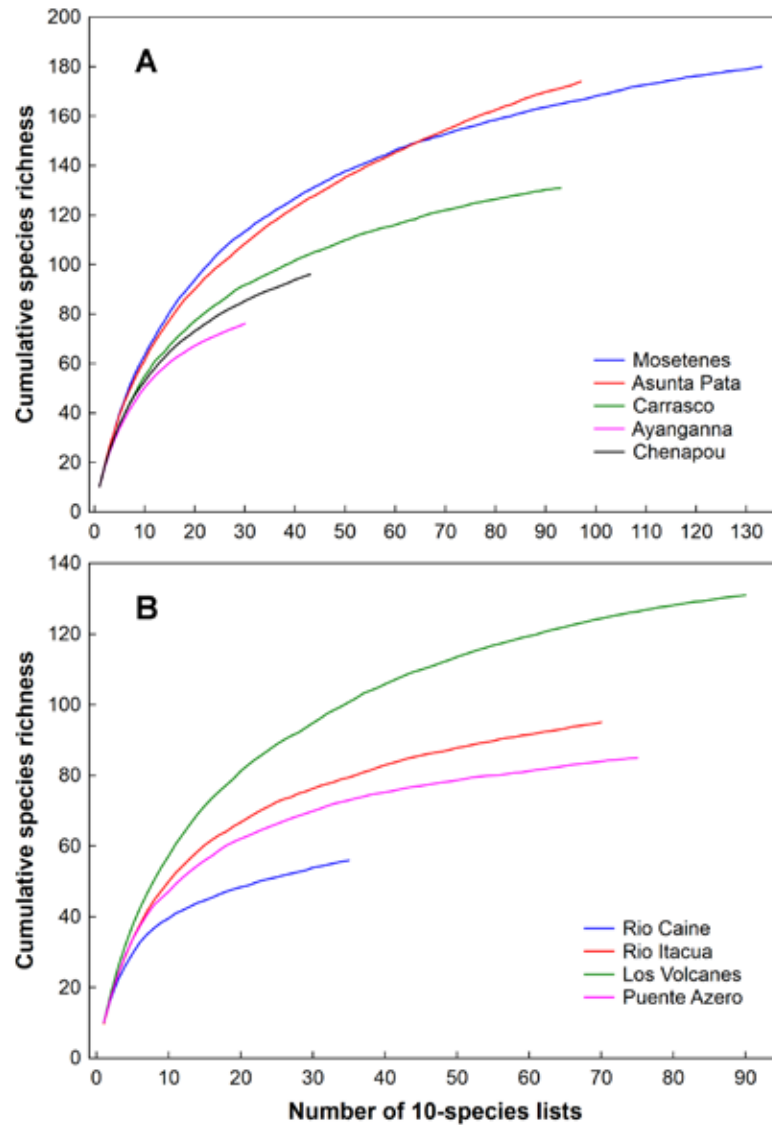 200
180
160
140
120
100
80
60
40
20
0
A
Cumulative species richness
Mosetenes
Asunta Pata
Carrasco
Ayanganna
Chenapou
0 10 20 30 40 50 60 70 80 90 100 110 120 130
140
120
100
80
60
40
20
0
B
Cumulative species richness
Rio Caine
Rio Itacua
Los Volcanes
Puente Azero
0 10 20 30 40 50 60 70 80 90
Number of 10-species lists